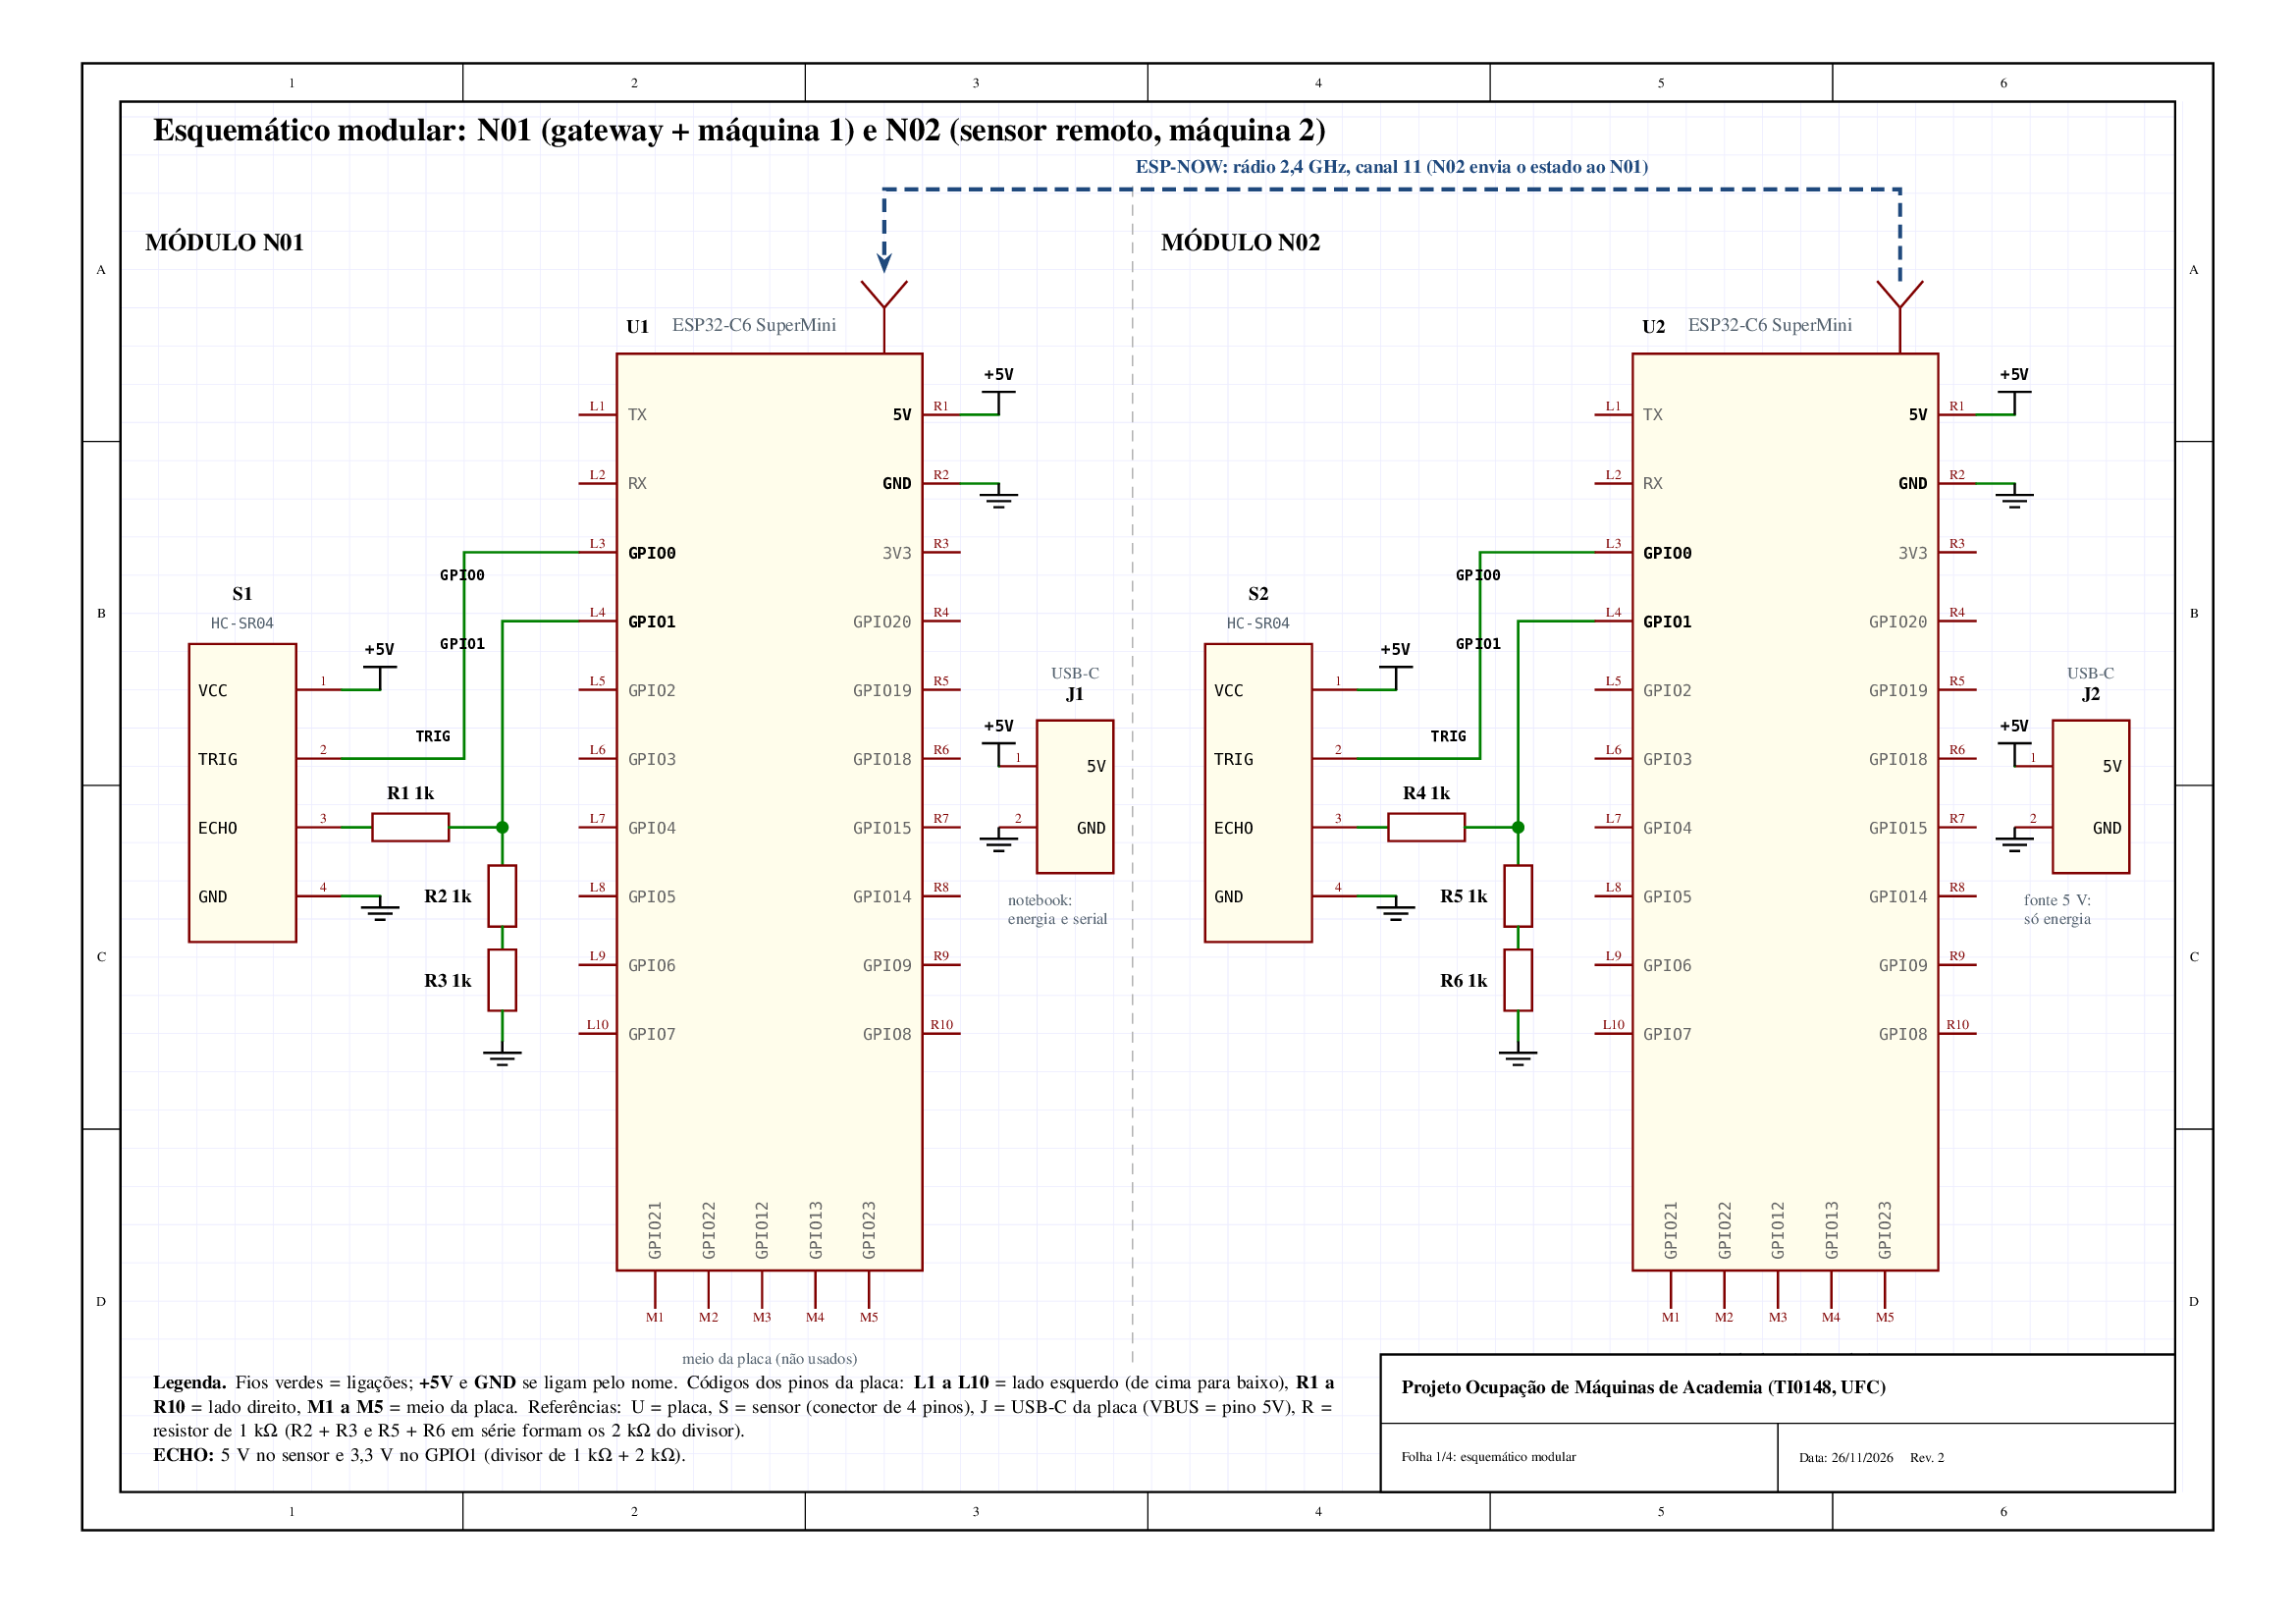 1 2 3 4 5 6
Esquemático modular: N01 (gateway + máquina 1) e N02 (sensor remoto, máquina 2)
ESP-NOW: rádio 2,4 GHz, canal 11 (N02 envia o estado ao N01)
A
B
C
D
MÓDULO N01
U1 ESP32-C6 SuperMini
L1 TX
L2 RX
L3 GPIO0
L4 GPIO1
L5 GPIO2
L6 GPIO3
L7 GPIO4
L8 GPIO5
L9 GPIO6
L10 GPIO7
5V R1
+5V
GND R2
3V3 R3
GPIO20 R4
GPIO19 R5
GPIO18 R6
GPIO15 R7
GPIO14 R8
GPIO9 R9
GPIO8 R10
GPIO21 GPIO22 GPIO12 GPIO13 GPIO23
M1 M2 M3 M4 M5
meio da placa (não usados)
GPIO0
GPIO1
S1
HC-SR04
VCC 1
+5V
TRIG 2
TRIG
ECHO 3
GND 4
R1 1k
R2 1k
R3 1k
USB-C
J1
+5V
1 5V
2 GND
notebook:
energia e serial
MÓDULO N02
U2 ESP32-C6 SuperMini
L1 TX
L2 RX
L3 GPIO0
L4 GPIO1
L5 GPIO2
L6 GPIO3
L7 GPIO4
L8 GPIO5
L9 GPIO6
L10 GPIO7
5V R1
+5V
GND R2
3V3 R3
GPIO20 R4
GPIO19 R5
GPIO18 R6
GPIO15 R7
GPIO14 R8
GPIO9 R9
GPIO8 R10
GPIO21 GPIO22 GPIO12 GPIO13 GPIO23
M1 M2 M3 M4 M5
GPIO0
GPIO1
S2
HC-SR04
VCC 1
+5V
TRIG 2
TRIG
ECHO 3
GND 4
R4 1k
R5 1k
R6 1k
USB-C
J2
+5V
1 5V
2 GND
fonte 5 V:
só energia
A
B
C
D
Legenda. Fios verdes = ligações; +5V e GND se ligam pelo nome. Códigos dos pinos da placa: L1 a L10 = lado esquerdo (de cima para baixo), R1 a
R10 = lado direito, M1 a M5 = meio da placa. Referências: U = placa, S = sensor (conector de 4 pinos), J = USB-C da placa (VBUS = pino 5V), R =
resistor de 1 kΩ (R2 + R3 e R5 + R6 em série formam os 2 kΩ do divisor).
ECHO: 5 V no sensor e 3,3 V no GPIO1 (divisor de 1 kΩ + 2 kΩ).
Projeto Ocupação de Máquinas de Academia (TI0148, UFC)
Folha 1/4: esquemático modular
Data: 26/11/2026 Rev. 2
1 2 3 4 5 6